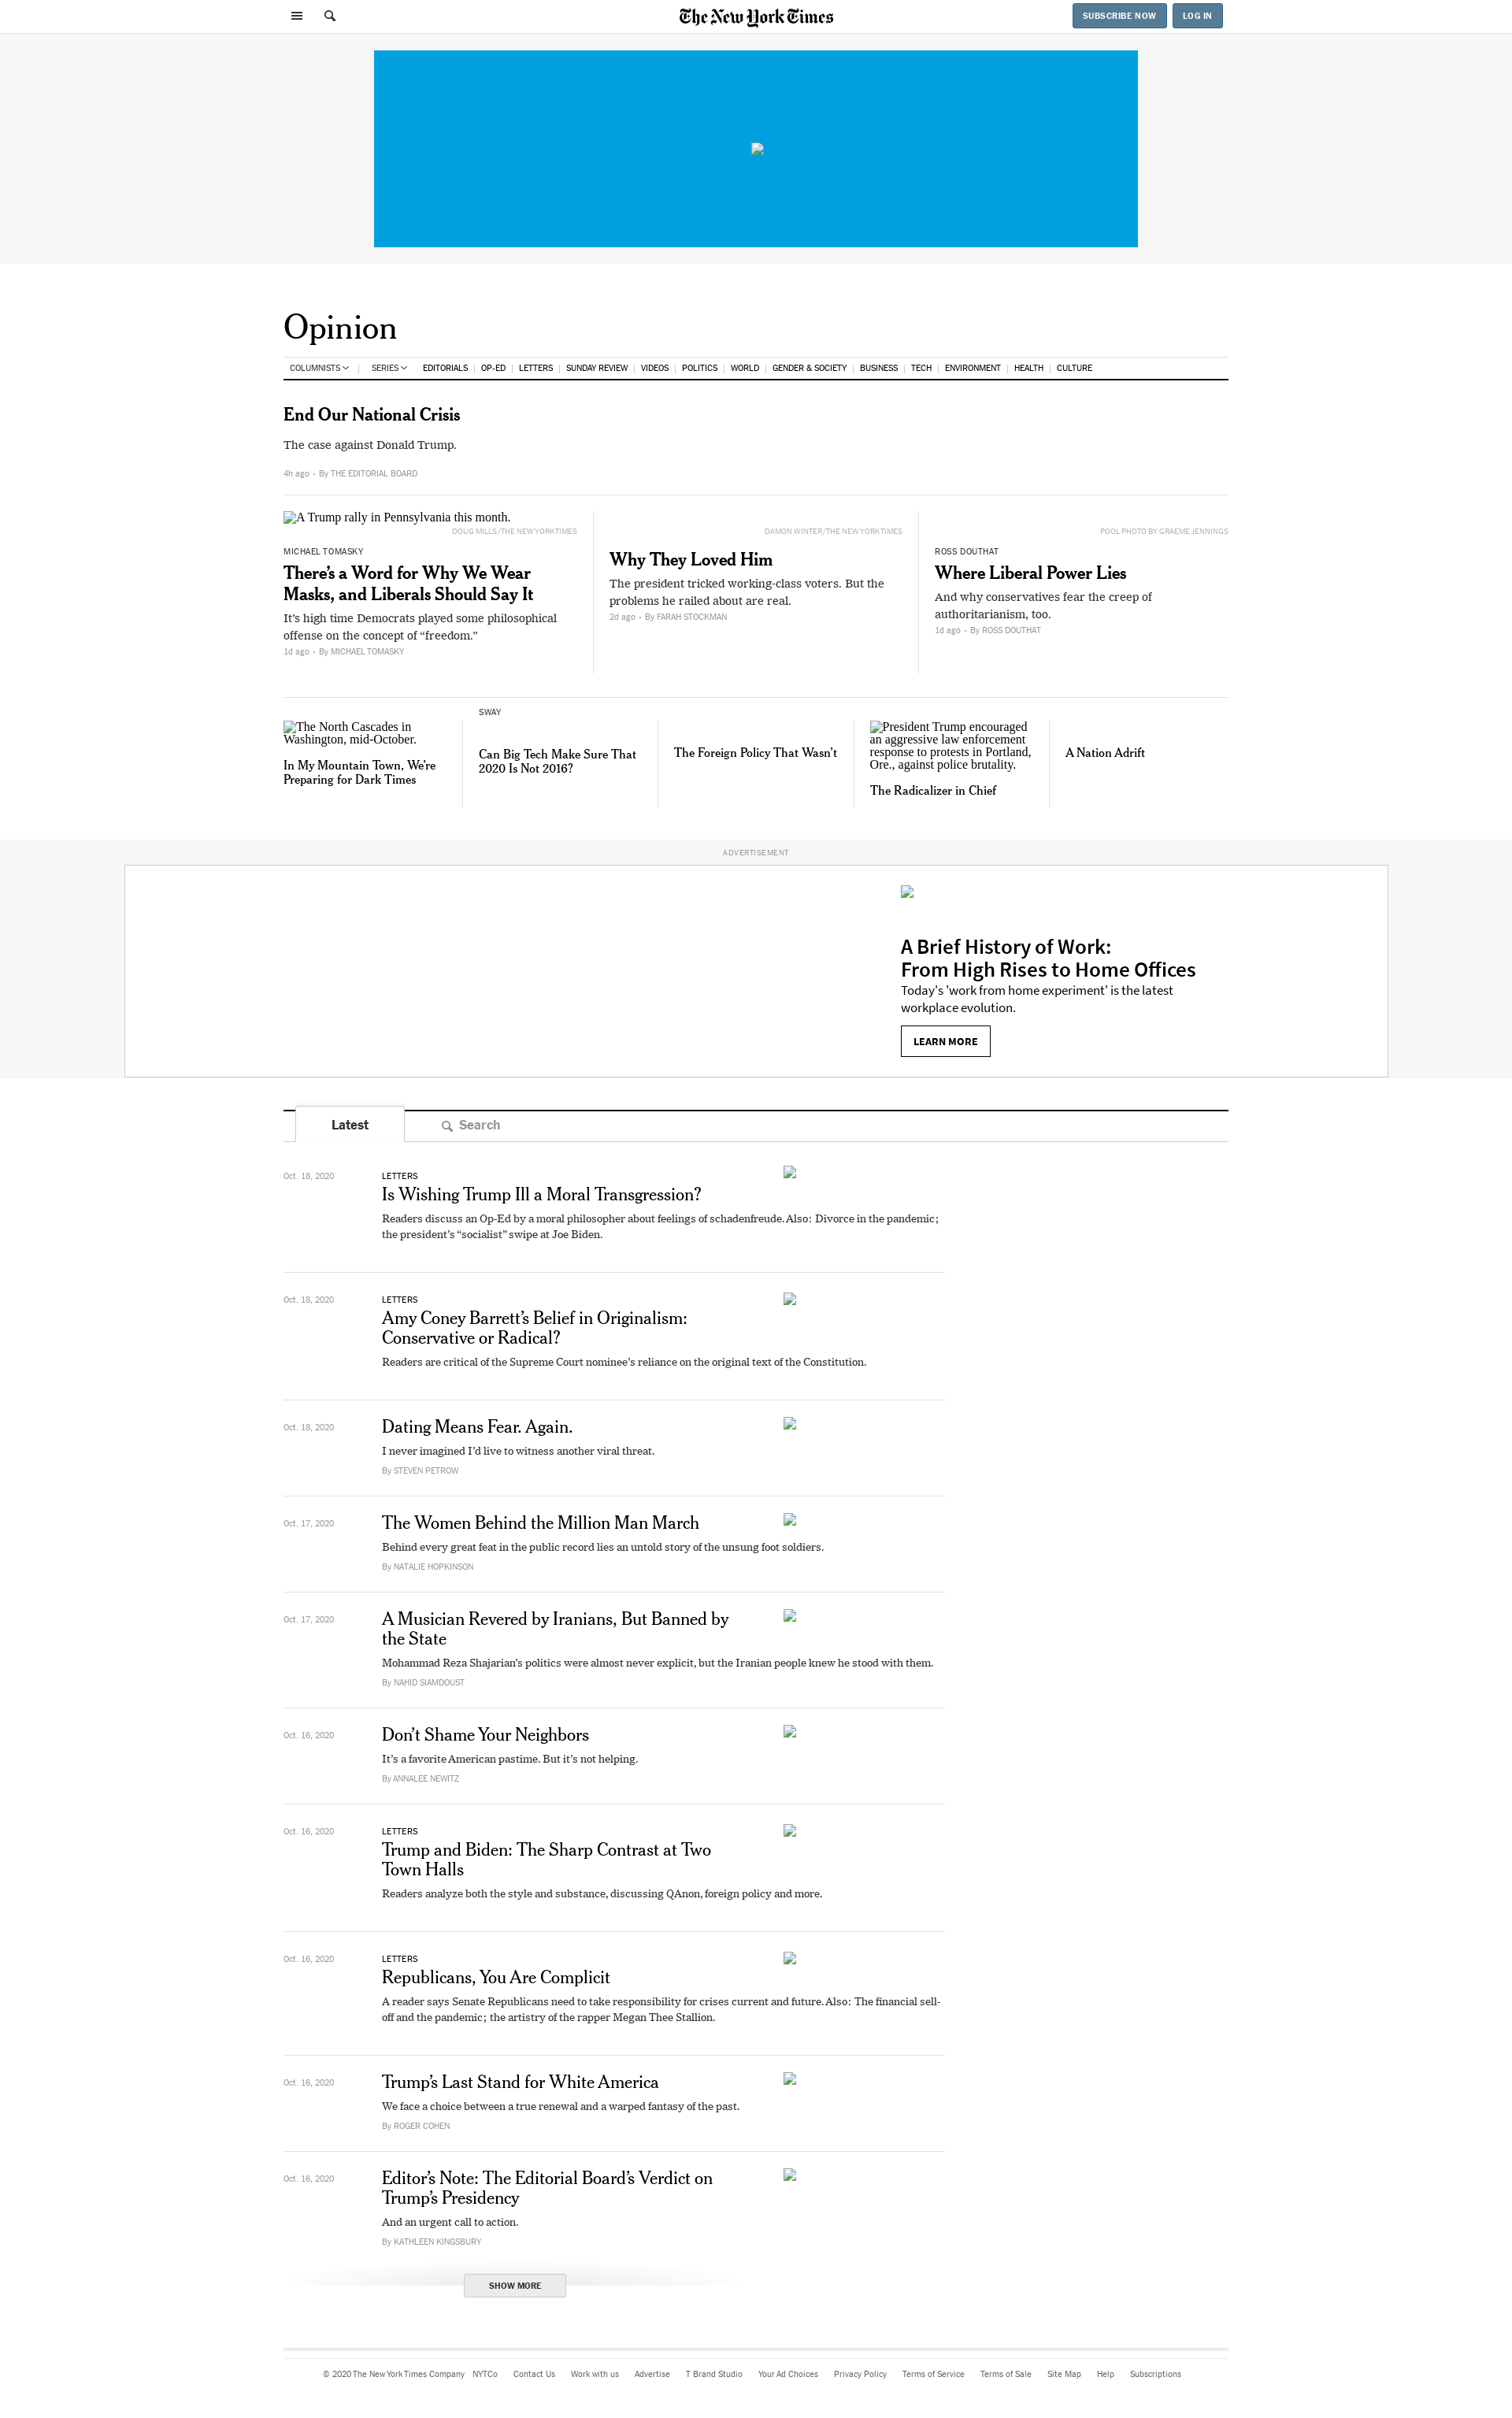 The New York Times
SUBSCRIBE NOW
LOG IN
Opinion
COLUMNISTS
SERIES
EDITORIALS
OP-ED
LETTERS
SUNDAY REVIEW
VIDEOS
POLITICS
WORLD
GENDER & SOCIETY
BUSINESS
TECH
ENVIRONMENT
HEALTH
CULTURE
End Our National Crisis
The case against Donald Trump.
4h ago • By THE EDITORIAL BOARD
A Trump rally in Pennsylvania this month.
DOUG MILLS/THE NEW YORK TIMES
MICHAEL TOMASKY
There’s a Word for Why We Wear
Masks, and Liberals Should Say It
It’s high time Democrats played some philosophical
offense on the concept of “freedom.”
1d ago • By MICHAEL TOMASKY
DAMON WINTER/THE NEW YORK TIMES
Why They Loved Him
The president tricked working-class voters. But the
problems he railed about are real.
2d ago • By FARAH STOCKMAN
POOL PHOTO BY GRAEME JENNINGS
ROSS DOUTHAT
Where Liberal Power Lies
And why conservatives fear the creep of
authoritarianism, too.
1d ago • By ROSS DOUTHAT
The North Cascades in
Washington, mid-October.
In My Mountain Town, We’re
Preparing for Dark Times
SWAY
Can Big Tech Make Sure That
2020 Is Not 2016?
The Foreign Policy That Wasn’t
President Trump encouraged
an aggressive law enforcement
response to protests in Portland,
Ore., against police brutality.
The Radicalizer in Chief
A Nation Adrift
ADVERTISEMENT
A Brief History of Work:
From High Rises to Home Offices
Today's 'work from home experiment' is the latest
workplace evolution.
LEARN MORE
Latest
Search
Oct. 18, 2020
LETTERS
Is Wishing Trump Ill a Moral Transgression?
Readers discuss an Op-Ed by a moral philosopher about feelings of schadenfreude. Also: Divorce in the pandemic;
the president’s “socialist” swipe at Joe Biden.
Oct. 18, 2020
LETTERS
Amy Coney Barrett’s Belief in Originalism:
Conservative or Radical?
Readers are critical of the Supreme Court nominee’s reliance on the original text of the Constitution.
Oct. 18, 2020
Dating Means Fear. Again.
I never imagined I’d live to witness another viral threat.
By STEVEN PETROW
Oct. 17, 2020
The Women Behind the Million Man March
Behind every great feat in the public record lies an untold story of the unsung foot soldiers.
By NATALIE HOPKINSON
Oct. 17, 2020
A Musician Revered by Iranians, But Banned by
the State
Mohammad Reza Shajarian’s politics were almost never explicit, but the Iranian people knew he stood with them.
By NAHID SIAMDOUST
Oct. 16, 2020
Don’t Shame Your Neighbors
It’s a favorite American pastime. But it’s not helping.
By ANNALEE NEWITZ
Oct. 16, 2020
LETTERS
Trump and Biden: The Sharp Contrast at Two
Town Halls
Readers analyze both the style and substance, discussing QAnon, foreign policy and more.
Oct. 16, 2020
LETTERS
Republicans, You Are Complicit
A reader says Senate Republicans need to take responsibility for crises current and future. Also: The financial sell-
off and the pandemic; the artistry of the rapper Megan Thee Stallion.
Oct. 16, 2020
Trump’s Last Stand for White America
We face a choice between a true renewal and a warped fantasy of the past.
By ROGER COHEN
Oct. 16, 2020
Editor’s Note: The Editorial Board’s Verdict on
Trump’s Presidency
And an urgent call to action.
By KATHLEEN KINGSBURY
SHOW MORE
© 2020 The New York Times Company NYTCo Contact Us Work with us Advertise T Brand Studio Your Ad Choices Privacy Policy Terms of Service Terms of Sale Site Map Help Subscriptions